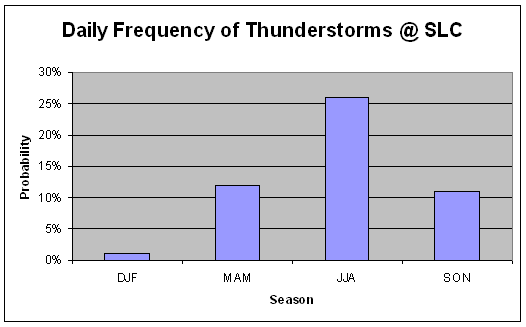 Daily Frequency of Thunderstorms @ SLC
30%
25%
20%
15%
10%
5%
0%
Probability
DJF MAM JJA SON
Season